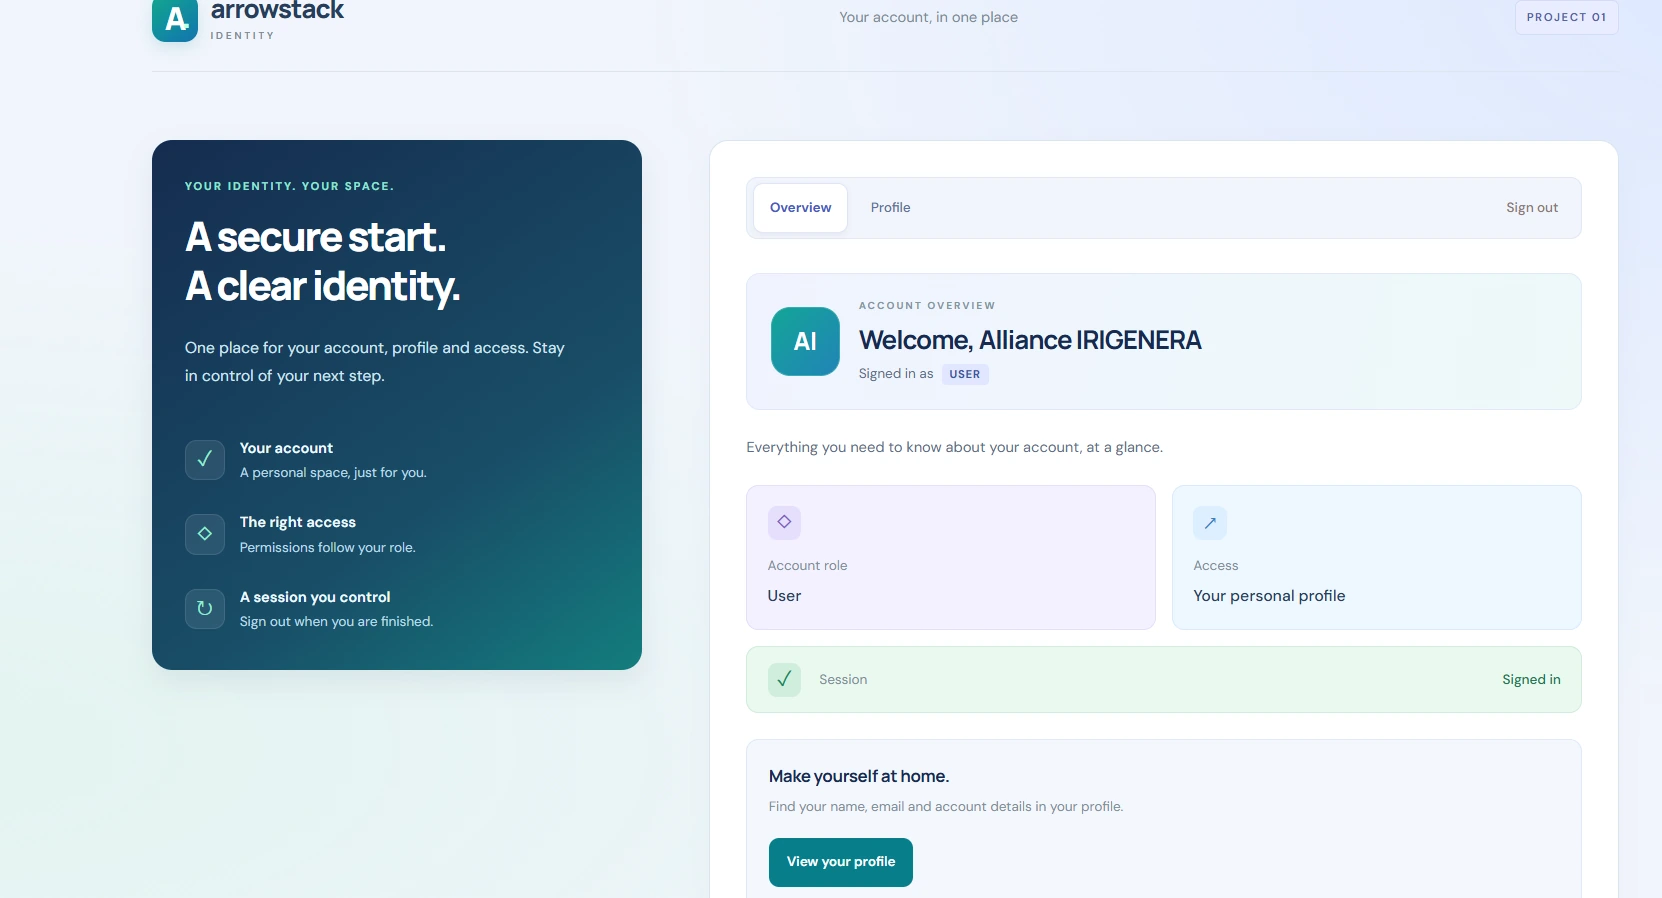 A.
arrowstack
IDENTITY
Your account, in one place
PROJECT 01
YOUR IDENTITY. YOUR SPACE.
A secure start.
A clear identity.
One place for your account, profile and access. Stay
in control of your next step.
Your account
A personal space, just for you.
The right access
Permissions follow your role.
A session you control
Sign out when you are finished.
Overview
Profile
Sign out
AI
ACCOUNT OVERVIEW
Welcome, Alliance IRIGENERA
Signed in as USER
Everything you need to know about your account, at a glance.
Account role
User
Access
Your personal profile
Session
Signed in
Make yourself at home.
Find your name, email and account details in your profile.
View your profile